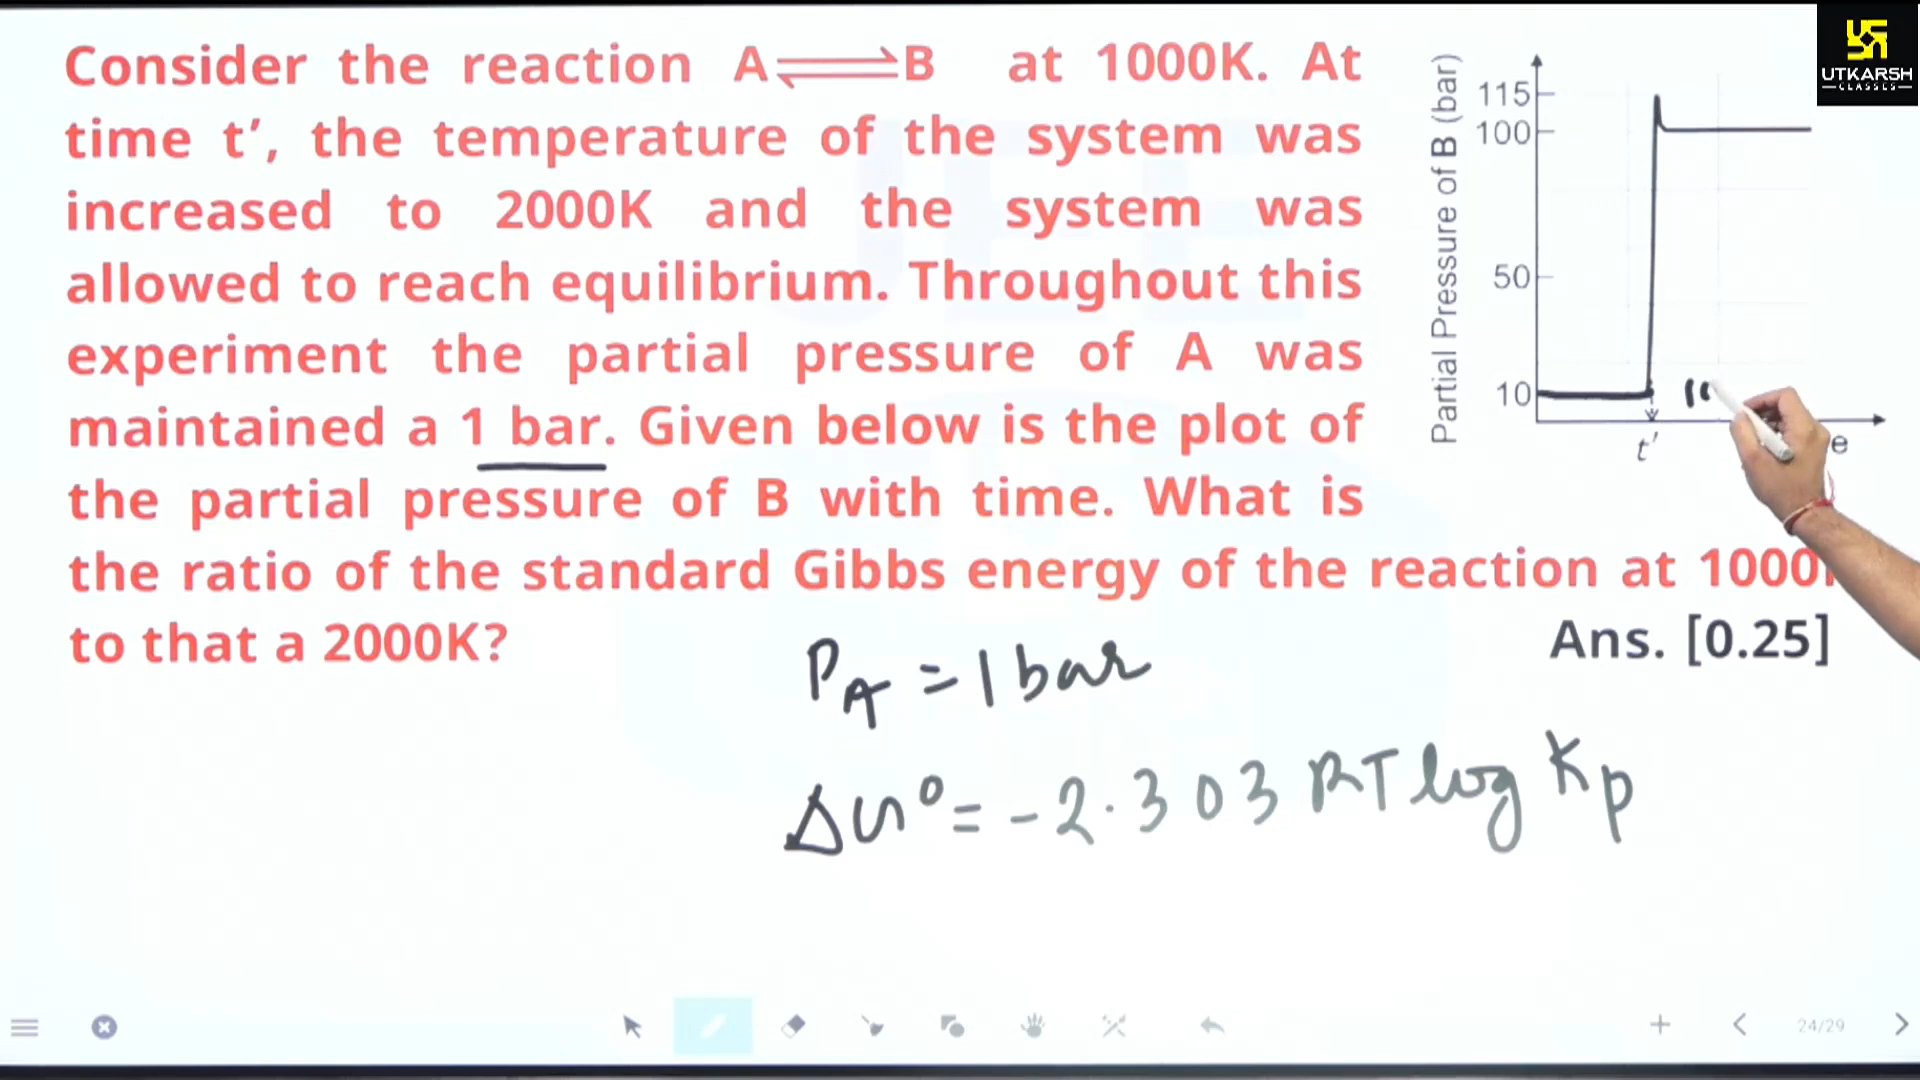 Consider the reaction A⇌B at 1000K. At
time t’, the temperature of the system was
increased to 2000K and the system was
allowed to reach equilibrium. Throughout this
experiment the partial pressure of A was
maintained a 1 bar. Given below is the plot of
the partial pressure of B with time. What is
the ratio of the standard Gibbs energy of the reaction at 1000
to that a 2000K?
Ans. [0.25]
Partial Pressure of B (bar)
115
100
50
10
t'
e
UTKARSH
CLASSES
P_A = 1 bar
ΔG° = -2.303 RT log K_p
24/29